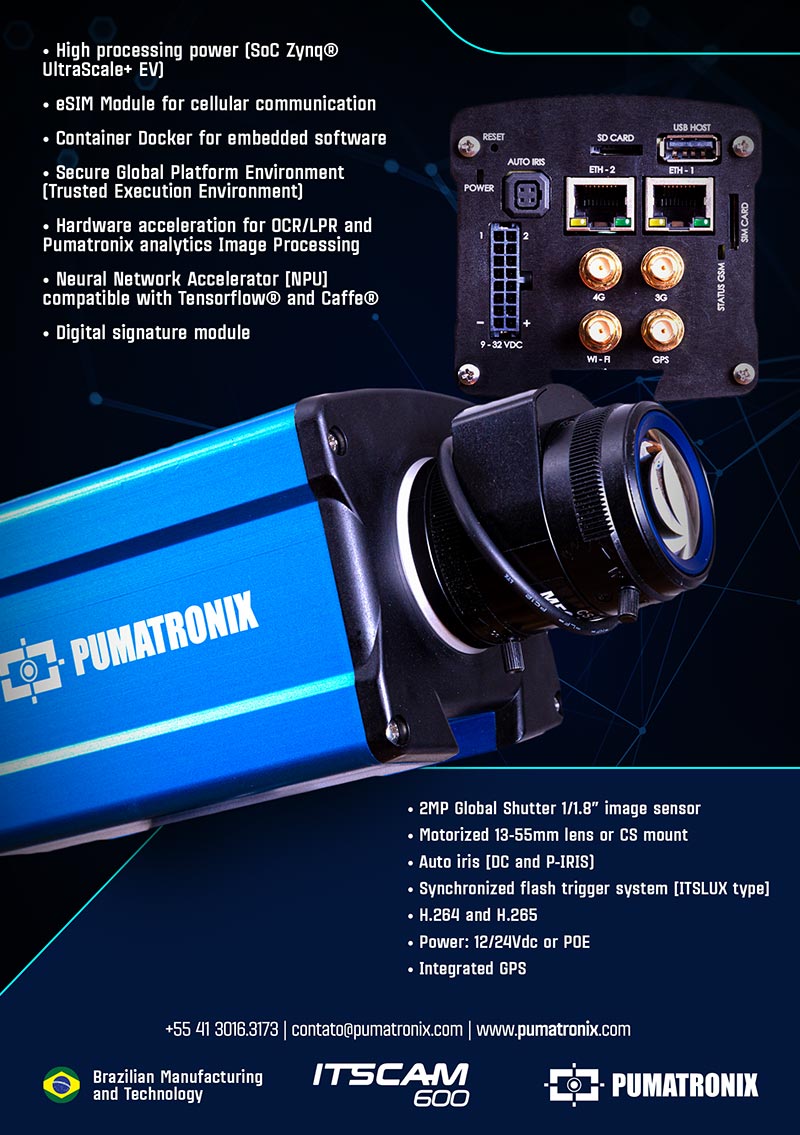 • High processing power (SoC Zynq®
UltraScale+ EV)
• eSIM Module for cellular communication
• Container Docker for embedded software
• Secure Global Platform Environment
(Trusted Execution Environment)
• Hardware acceleration for OCR/LPR and
Pumatronix analytics Image Processing
• Neural Network Accelerator [NPU]
compatible with Tensorflow® and Caffe®
• Digital signature module
RESET
SD CARD
USB HOST
AUTO IRIS
ETH - 2
ETH - 1
POWER
SIM CARD
1
2
STATUS GSM
4G
3G
–
+
9 - 32 VDC
WI - FI
GPS
PUMATRONIX
• 2MP Global Shutter 1/1.8” image sensor
• Motorized 13-55mm lens or CS mount
• Auto iris [DC and P-IRIS]
• Synchronized flash trigger system [ITSLUX type]
• H.264 and H.265
• Power: 12/24Vdc or POE
• Integrated GPS
+55 41 3016.3173 | contato@pumatronix.com | www.pumatronix.com
Brazilian Manufacturing
and Technology
ITSCAM
600
PUMATRONIX